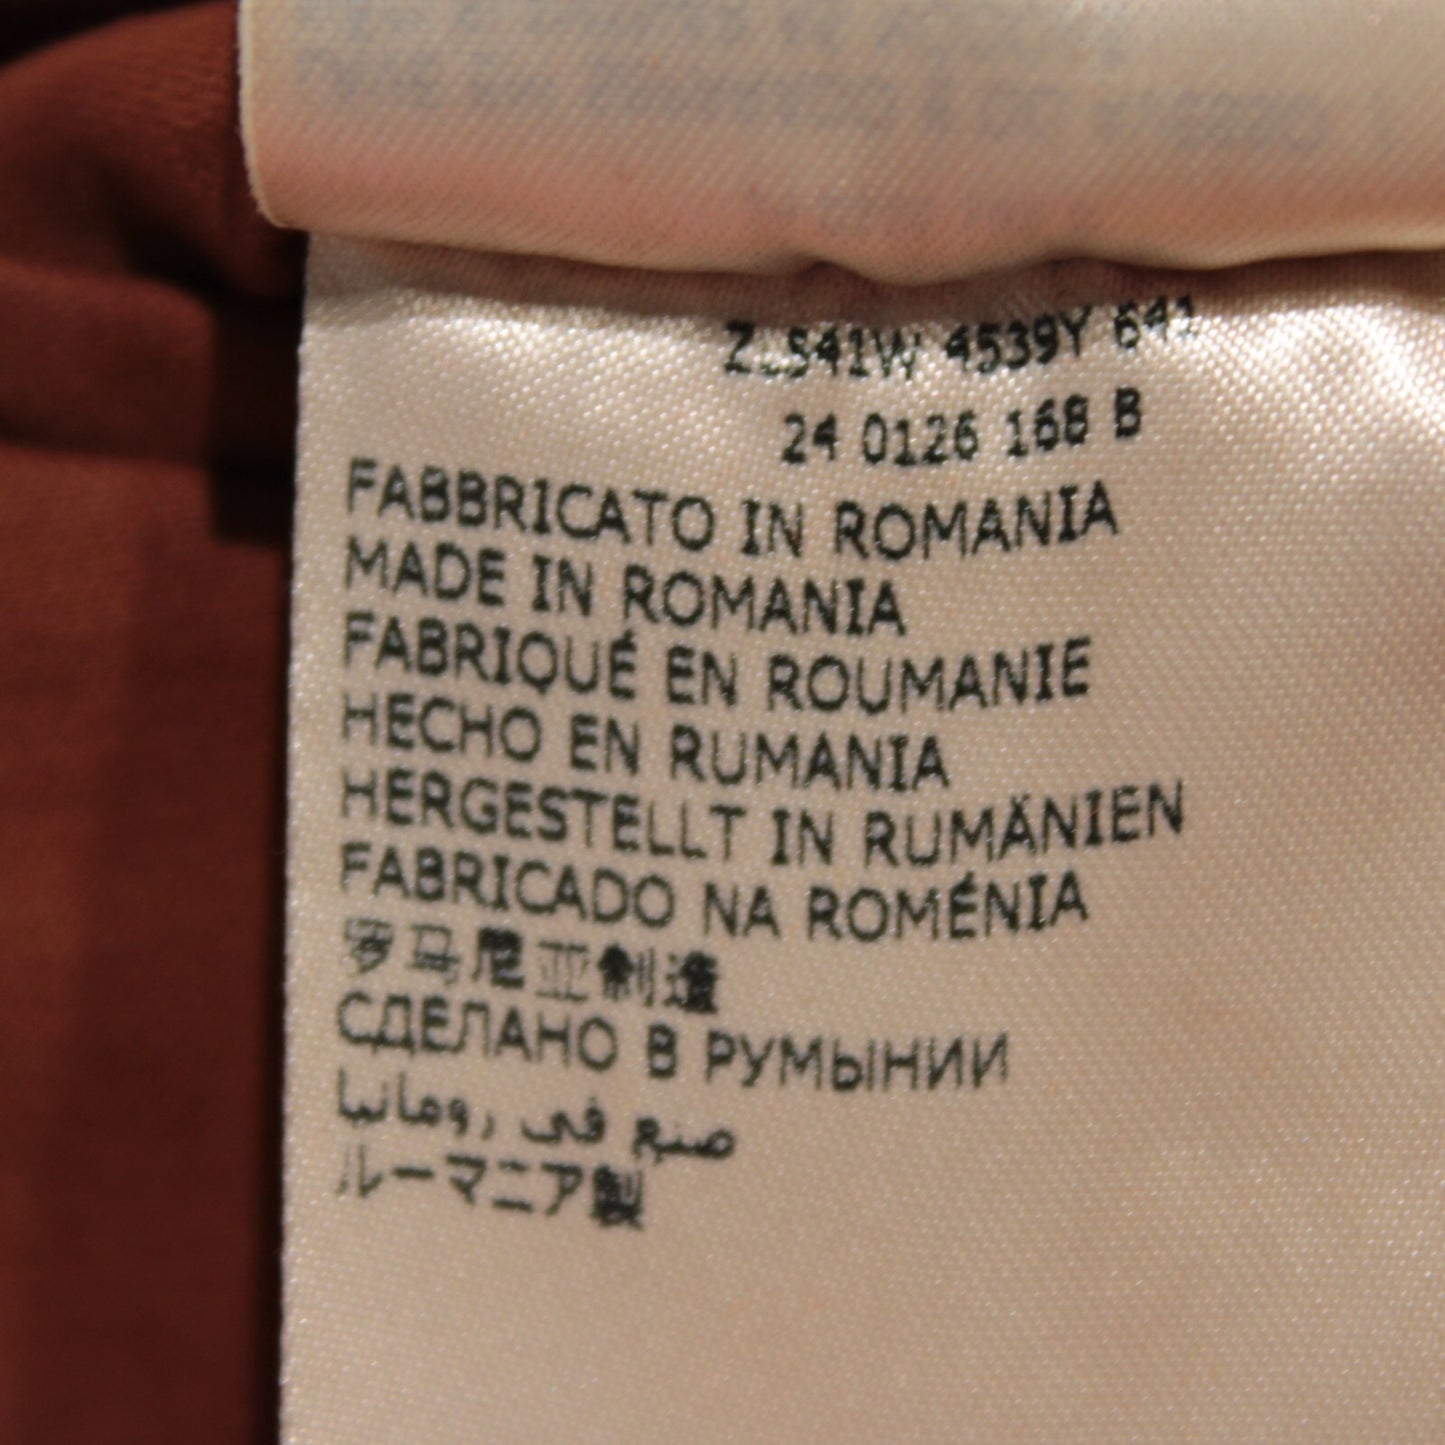 4539Y 641
24 0126 168 B
FABBRICATO IN ROMANIA
MADE IN ROMANIA
FABRIQUÉ EN ROUMANIE
HECHO EN RUMANIA
HERGESTELLT IN RUMÄNIEN
FABRICADO NA ROMÉNIA
罗马尼亚制造
СДЕЛАНО В РУМЫНИИ
صنع في رومانيا
ルーマニア製